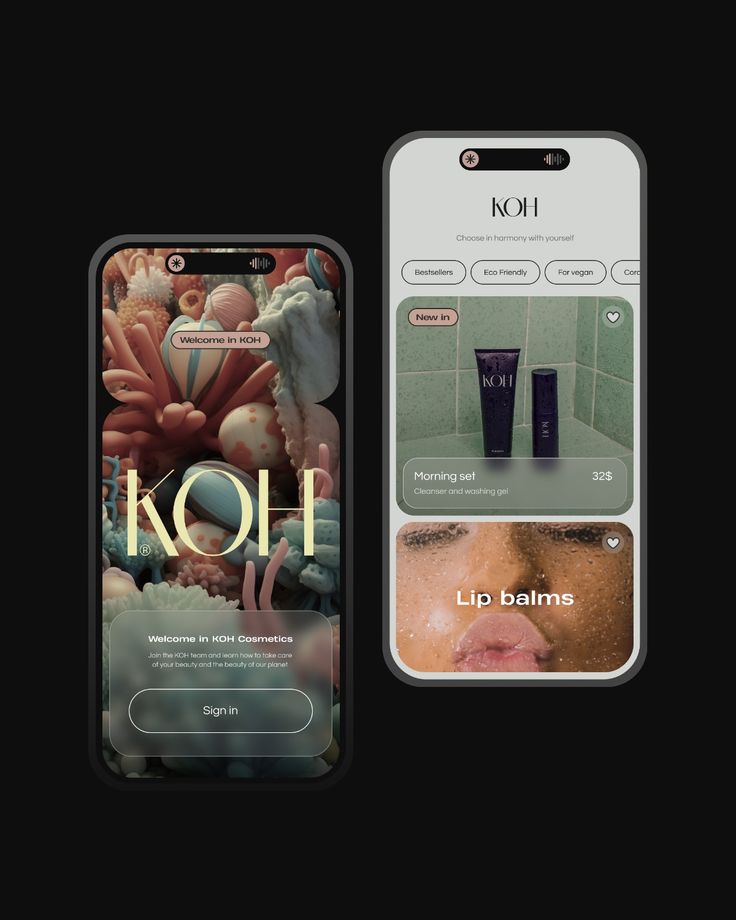 Welcome in KOH
KOH
®
Welcome in KOH Cosmetics
Join the KOH team and learn how to take care
of your beauty and the beauty of our planet
Sign in
KOH
Choose in harmony with yourself
Bestsellers
Eco Friendly
For vegan
New in
KOH
KOH
Morning set
32$
Cleanser and washing gel
Lip balms